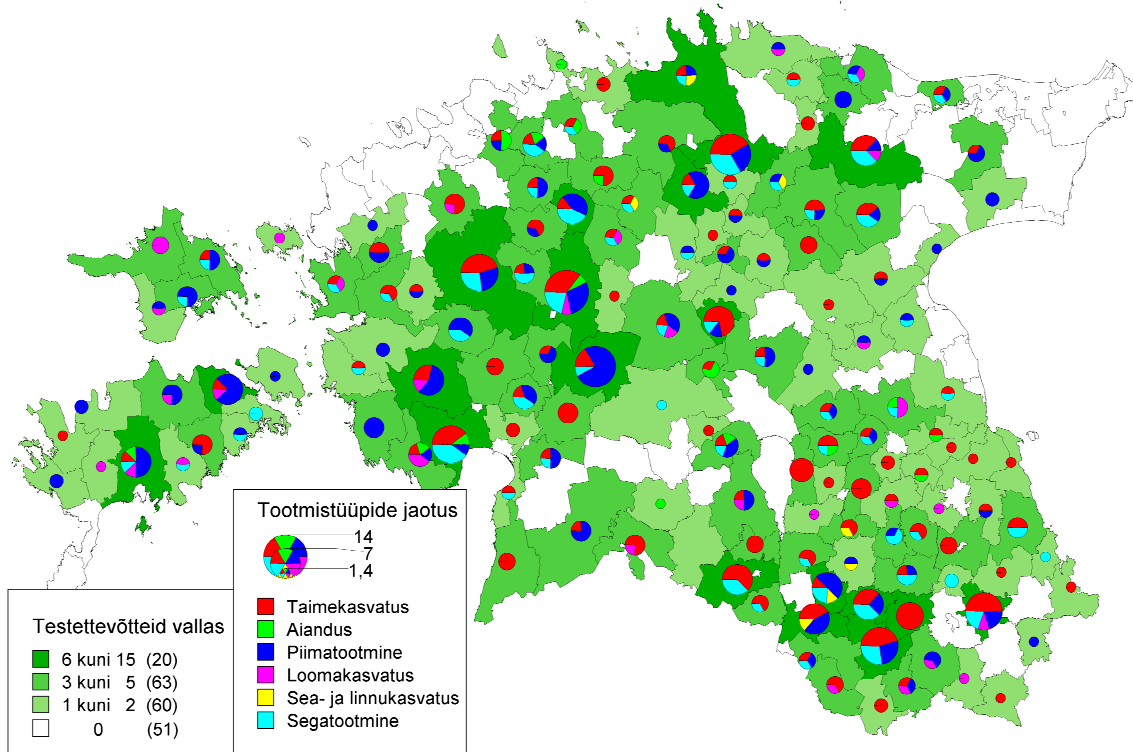 Tootmistüüpide jaotus
14
7
1,4
Taimekasvatus
Aiandus
Piimatootmine
Loomakasvatus
Sea- ja linnukasvatus
Segatootmine
Testettevõtteid vallas
6 kuni 15 (20)
3 kuni 5 (63)
1 kuni 2 (60)
0 (51)